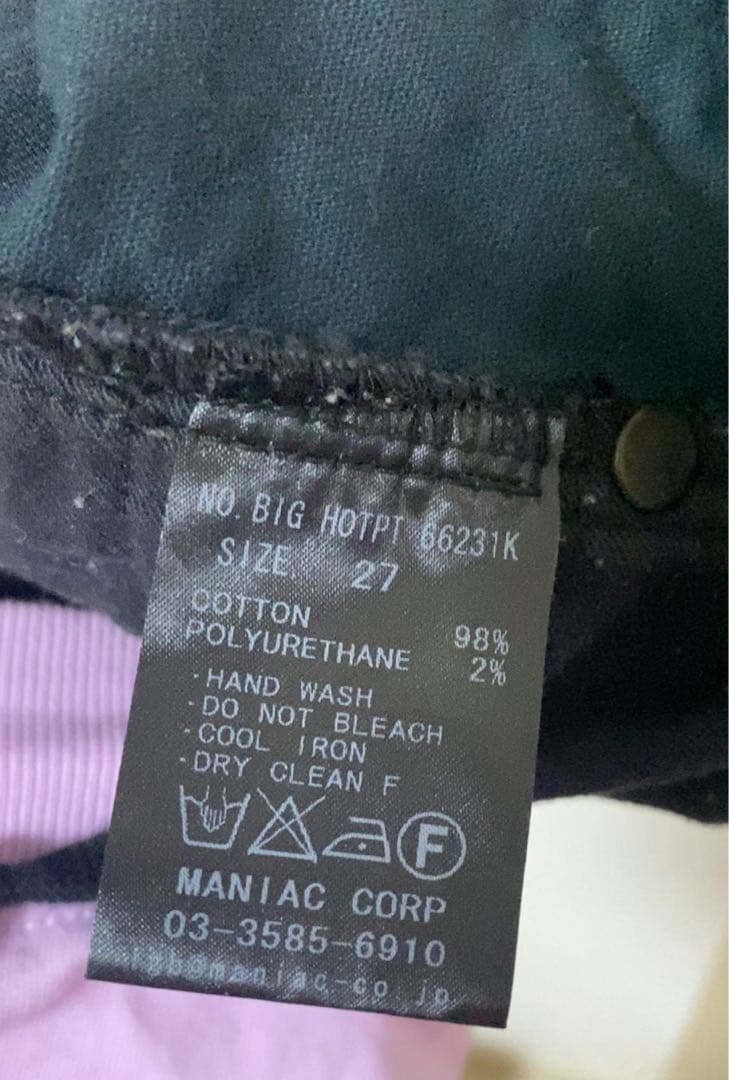 NO. BIG HOTPT 66231K
SIZE 27
COTTON 98%
POLYURETHANE 2%
·HAND WASH
·DO NOT BLEACH
·COOL IRON
·DRY CLEAN F
F
MANIAC CORP
03-3585-6910